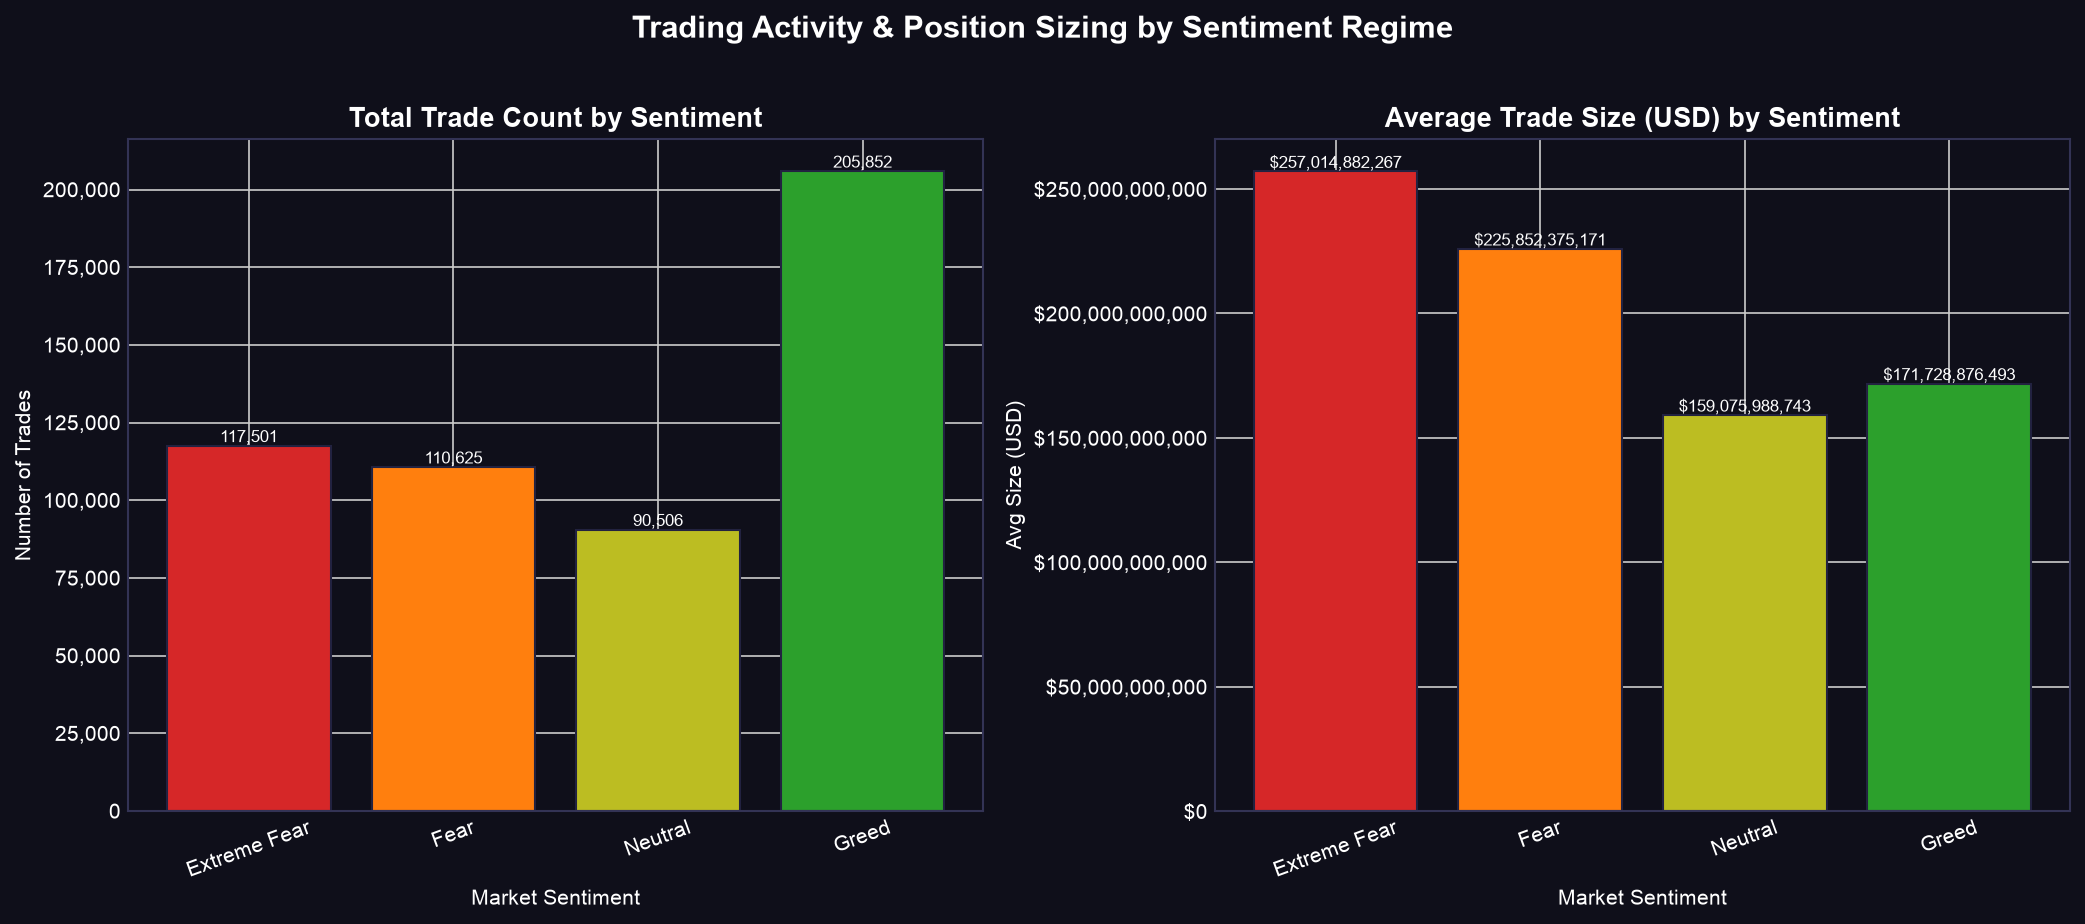 Trading Activity & Position Sizing by Sentiment Regime
Total Trade Count by Sentiment
Number of Trades
200,000
175,000
150,000
125,000
100,000
75,000
50,000
25,000
0
117,501
110,625
90,506
205,852
Extreme Fear
Fear
Neutral
Greed
Market Sentiment
Average Trade Size (USD) by Sentiment
Avg Size (USD)
$250,000,000,000
$200,000,000,000
$150,000,000,000
$100,000,000,000
$50,000,000,000
$0
$257,014,882,267
$225,852,375,171
$159,075,988,743
$171,728,876,493
Extreme Fear
Fear
Neutral
Greed
Market Sentiment